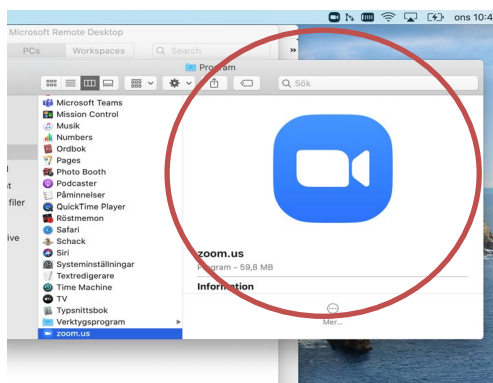 ons 10:4
Microsoft Remote Desktop
PCs
Workspaces
Search
»
Program
Sök
Microsoft Teams
Mission Control
Musik
Numbers
Ordbok
Pages
Photo Booth
Podcaster
Påminnelser
QuickTime Player
Röstmemon
Safari
Schack
Siri
Systeminställningar
Textredigerare
Time Machine
TV
Typsnittsbok
Verktygsprogram
zoom.us
filer
ive
zoom.us
Program - 59,8 MB
Information
Mer...